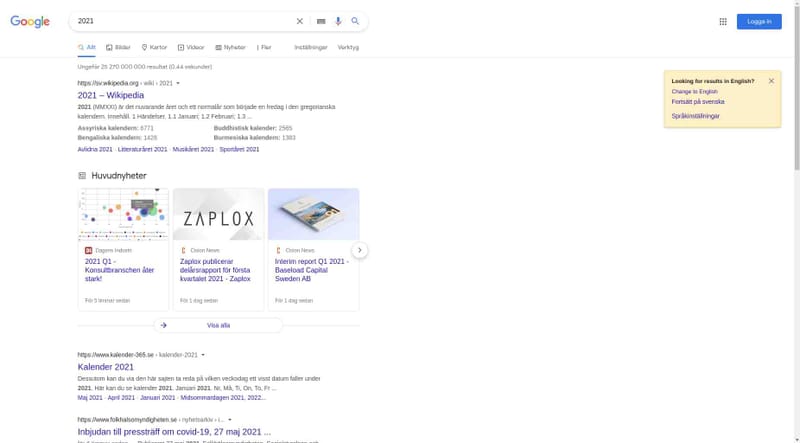 Google
2021
Logga in
Allt
Bilder
Kartor
Videor
Nyheter
Fler
Inställningar
Verktyg
Ungefär 25 270 000 000 resultat (0,44 sekunder)
https://sv.wikipedia.org › wiki › 2021
2021 – Wikipedia
2021 (MMXXI) är det nuvarande året och ett normalår som började en fredag i den gregorianska
kalendern. Innehåll. 1 Händelser. 1.1 Januari; 1.2 Februari; 1.3 ...
Assyriska kalendern: 6771
Buddhistisk kalender: 2565
Bengaliska kalendern: 1428
Burmesiska kalendern: 1383
Avlidna 2021 · Litteraturåret 2021 · Musikåret 2021 · Sportåret 2021
Looking for results in English?
Change to English
Fortsätt på svenska
Språkinställningar
Huvudnyheter
ZAPLOX
Dagens Industri
2021 Q1 -
Konsultbranschen åter
stark!
För 5 timmar sedan
Cision News
Zaplox publicerar
delårsrapport för första
kvartalet 2021 - Zaplox
För 1 dag sedan
Cision News
Interim report Q1 2021 -
Baseload Capital
Sweden AB
För 1 dag sedan
Visa alla
https://www.kalender-365.se › kalender-2021
Kalender 2021
Dessutom kan du via den här sajten ta reda på vilken veckodag ett visst datum faller under
2021. Här kan du se kalender 2021. Januari 2021. Nr, Må, Ti, On, To, Fr ...
Maj 2021 · April 2021 · Januari 2021 · Midsommardagen 2021, 2022...
https://www.folkhalsomyndigheten.se › nyhetsarkiv › i...
Inbjudan till pressträff om covid-19, 27 maj 2021 ...